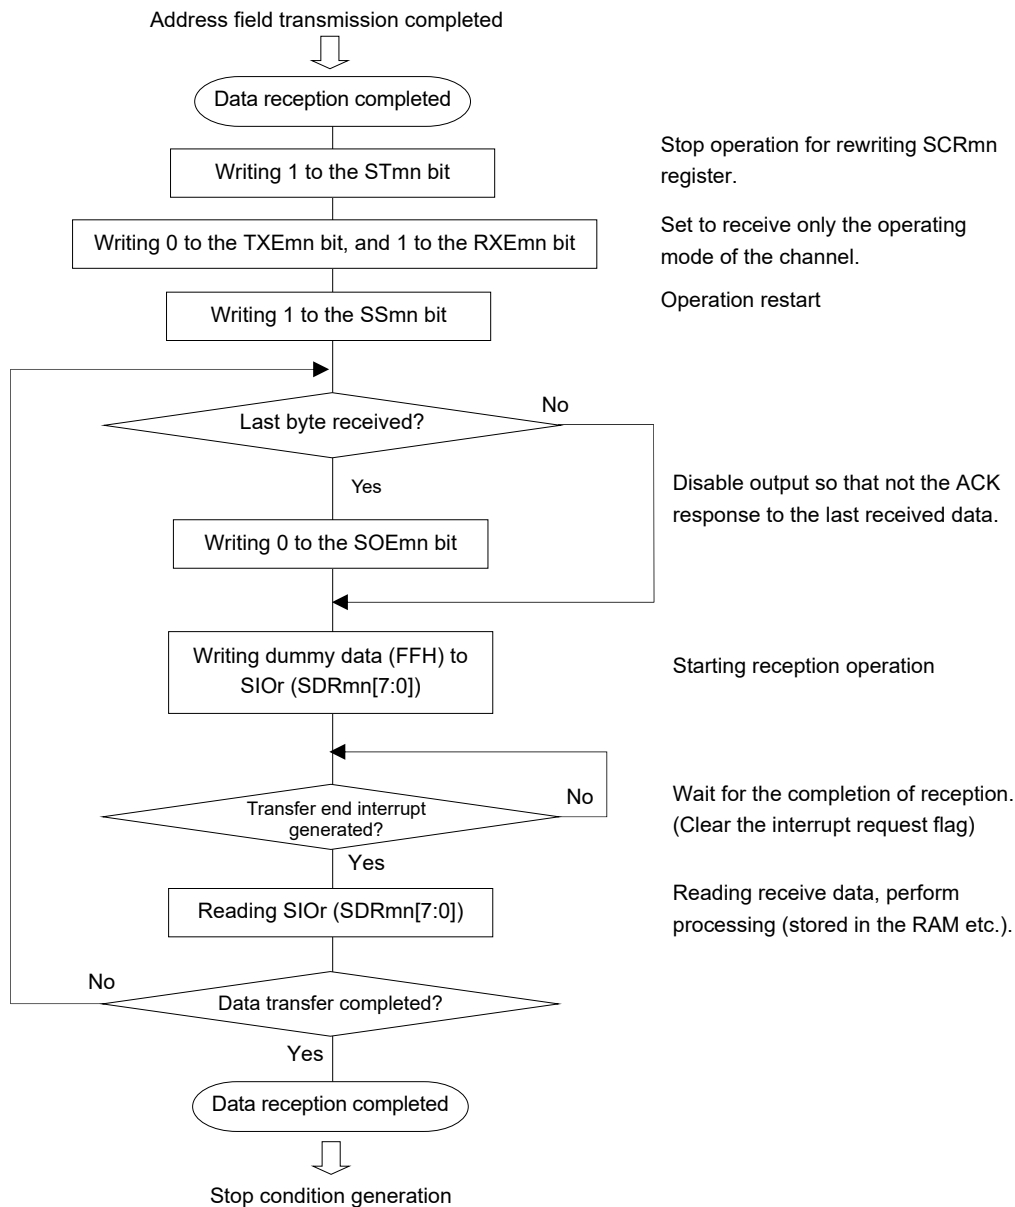 Address field transmission completed
Data reception completed
Writing 1 to the STmn bit
Stop operation for rewriting SCRmn
register.
Writing 0 to the TXEmn bit, and 1 to the RXEmn bit
Set to receive only the operating
mode of the channel.
Writing 1 to the SSmn bit
Operation restart
Last byte received?
No
Yes
Disable output so that not the ACK
response to the last received data.
Writing 0 to the SOEmn bit
Writing dummy data (FFH) to
SIOr (SDRmn[7:0])
Starting reception operation
Transfer end interrupt
generated?
No
Wait for the completion of reception.
(Clear the interrupt request flag)
Yes
Reading SIOr (SDRmn[7:0])
Reading receive data, perform
processing (stored in the RAM etc.).
No
Data transfer completed?
Yes
Data reception completed
Stop condition generation